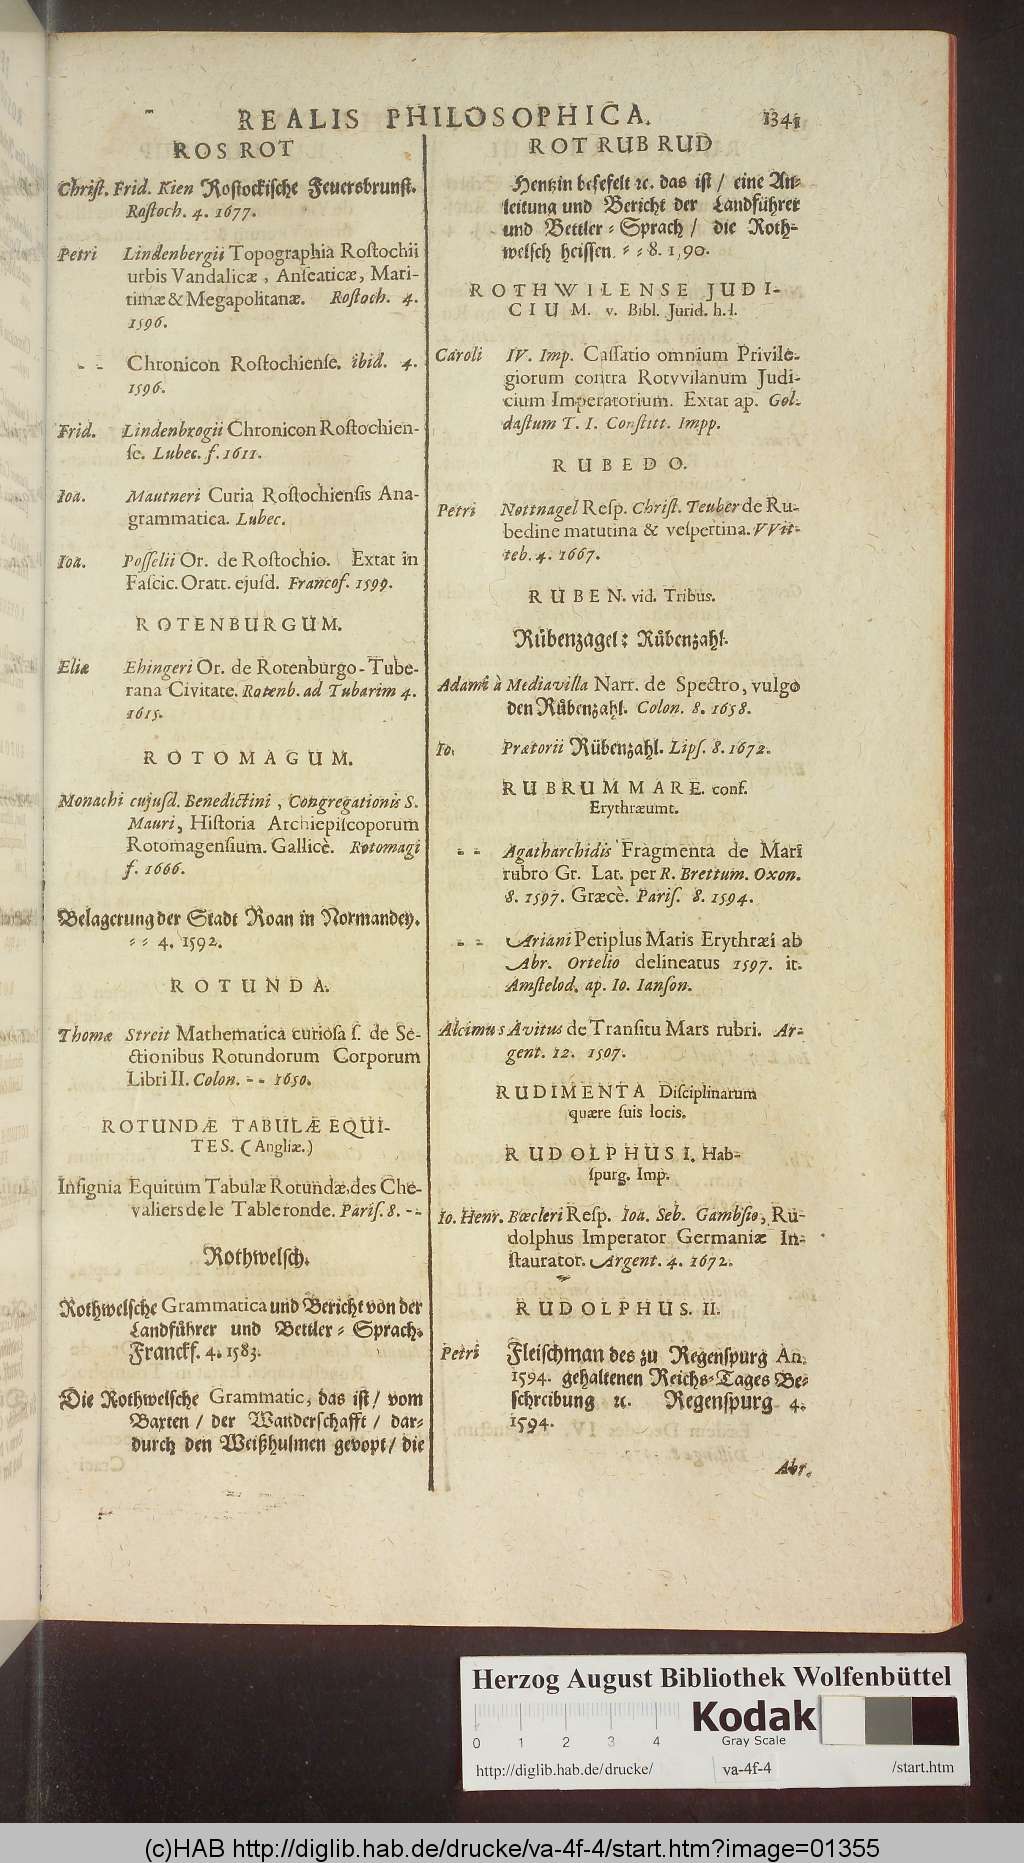 REALIS PHILOSOPHICA. 1341
ROS ROT
Chriſt. Frid. Kien Roſtockiſche Feuersbrunſt.
Roſtoch. 4. 1677.
Petri Lindenbergii Topographia Roſtochii
urbis Vandalicæ, Anſeaticæ, Mari-
timæ & Megapolitanæ. Roſtoch. 4.
1596.
- - Chronicon Roſtochienſe. ibid. 4.
1596.
Frid. Lindenbrogii Chronicon Roſtochien-
ſe. Lubec. f. 1611.
Ioa. Mautneri Curia Roſtochienſis Ana-
grammatica. Lubec.
Ioa. Poſſelii Or. de Roſtochio. Extat in
Faſcic. Oratt. ejuſd. Francof. 1599.
ROTENBURGUM.
Eliæ Ehingeri Or. de Rotenburgo-Tube-
rana Civitate. Rotenb. ad Tubarim 4.
1615.
ROTOMAGUM.
Monachi cujuſd. Benedictini, Congregationis S.
Mauri, Hiſtoria Archiepiſcoporum
Rotomagenſium. Gallicè. Rotomagi
f. 1666.
Belagerung der Stadt Roan in Normandey.
⸗ ⸗ 4. 1592.
ROTUNDA.
Thomæ Streit Mathematica curioſa ſ. de Se-
ctionibus Rotundorum Corporum
Libri II. Colon. - - 1650.
ROTUNDÆ TABULÆ EQUI-
TES. (Angliæ.)
Inſignia Equitum Tabulæ Rotundæ, des Che-
valiers de le Table ronde. Pariſ. 8. - -
Rothwelſch.
Rothwelſche Grammatica und Bericht von der
Landführer und Bettler⸗Sprach.
Franckf. 4. 1583.
Die Rothwelſche Grammatic, das iſt / vom
Barten / der Wanderſchafft / dar⸗
durch den Weißhulmen gevopt / die
ROT RUB RUD
Hentzin beſefelt ꝛc. das iſt / eine An⸗
leitung und Bericht der Landführer
und Bettler⸗Sprach / die Roth⸗
welſch heiſſen. ⸗ ⸗ 8. 1590.
ROTHWILENSE JUDI-
CIUM. v. Bibl. Jurid. h. l.
Caroli IV. Imp. Caſſatio omnium Privile-
giorum contra Rotvvilanum Judi-
cium Imperatorium. Extat ap. Gol-
daſtum T. I. Conſtitt. Impp.
RUBEDO.
Petri Nottnagel Reſp. Chriſt. Teuber de Ru-
bedine matutina & veſpertina. VVit-
teb. 4. 1667.
RUBEN. vid. Tribus.
Rübenzagel: Rübenzahl.
Adami à Mediavilla Narr. de Spectro, vulgo
den Rübenzahl. Colon. 8. 1658.
Io. Prætorii Rübenzahl. Lipſ. 8. 1672.
RUBRUM MARE. conf.
Erythræum.
- - Agatharchidis Fragmenta de Mari
rubro Gr. Lat. per R. Brettum. Oxon.
8. 1597. Græcè. Pariſ. 8. 1594.
- - Ariani Periplus Maris Erythræi ab
Abr. Ortelio delineatus 1597. it.
Amſtelod. ap. Io. Ianſon.
Alcimus Avitus de Tranſitu Mars rubri. Ar-
gent. 12. 1507.
RUDIMENTA Diſciplinarum
quære ſuis locis.
RUDOLPHUS I. Hab-
ſpurg. Imp.
Io. Henr. Bœcleri Reſp. Ioa. Seb. Gambſio, Ru-
dolphus Imperator Germaniæ In-
ſtaurator. Argent. 4. 1672.
RUDOLPHUS. II.
Petri Fleiſchman des zu Regenſpurg An.
1594. gehaltenen Reichs⸗Tages Be⸗
ſchreibung ꝛc. Regenſpurg 4.
1594.
Abr.
Herzog August Bibliothek Wolfenbüttel
0 1 2 3 4
Kodak
Gray Scale
http://diglib.hab.de/drucke/ va-4f-4 /start.htm
(c)HAB http://diglib.hab.de/drucke/va-4f-4/start.htm?image=01355